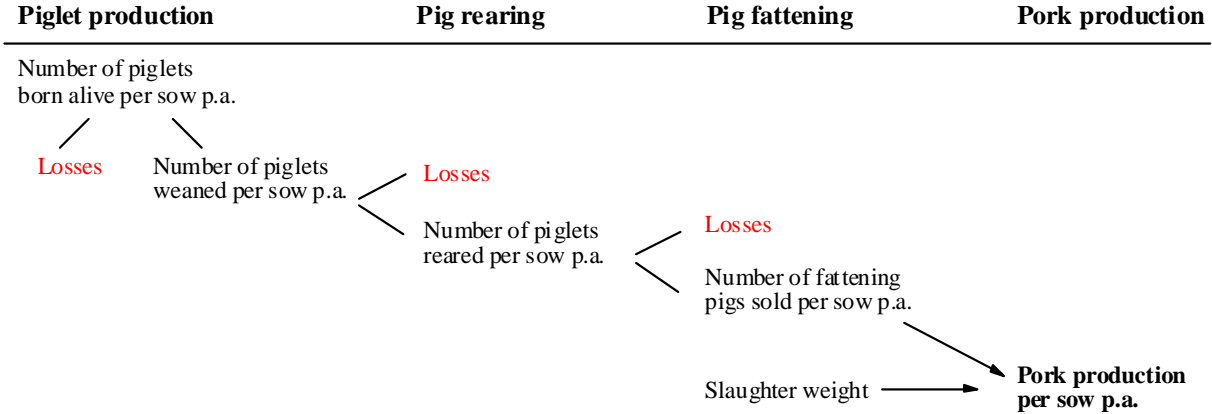 Piglet production Pig rearing Pig fattening Pork production
Number of piglets
born alive per sow p.a.
Losses
Number of piglets
weaned per sow p.a.
Losses
Number of piglets
reared per sow p.a.
Losses
Number of fattening
pigs sold per sow p.a.
Slaughter weight
Pork production
per sow p.a.